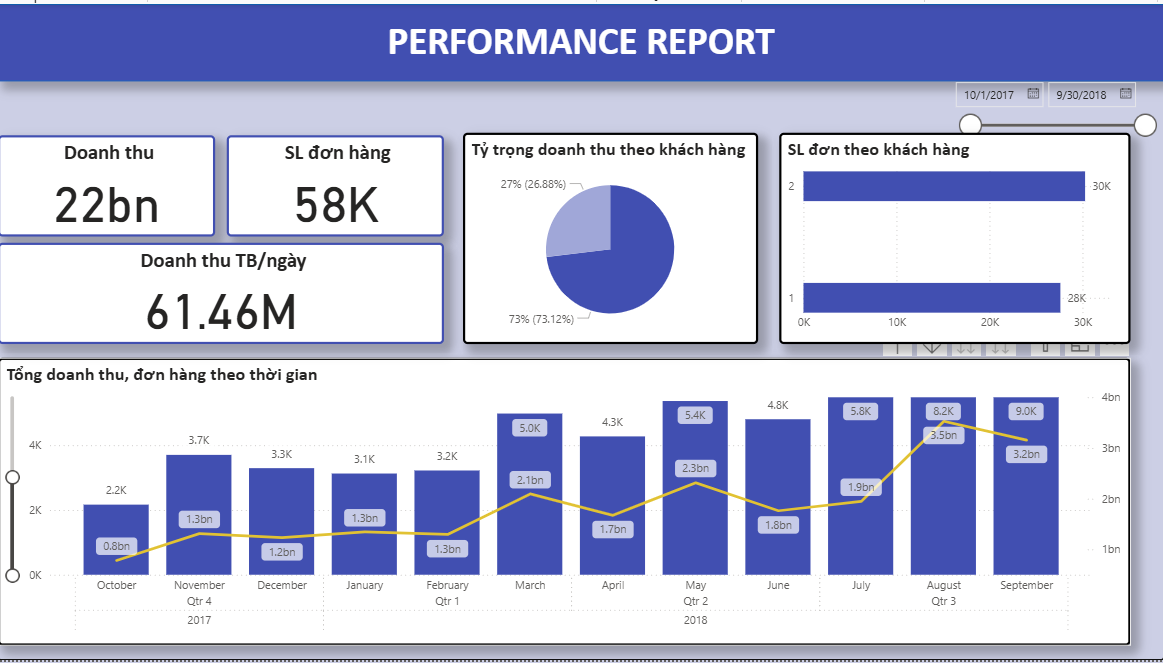 PERFORMANCE REPORT
10/1/2017 9/30/2018
Doanh thu
22bn
SL đơn hàng
58K
Doanh thu TB/ngày
61.46M
Tỷ trọng doanh thu theo khách hàng
27% (26.88%)
73% (73.12%)
SL đơn theo khách hàng
2 30K
1 28K
0K 10K 20K 30K
Tổng doanh thu, đơn hàng theo thời gian
4K
2K
0K
4bn
3bn
2bn
1bn
2.2K 3.7K 3.3K 3.1K 3.2K 5.0K 4.3K 5.4K 4.8K 5.8K 8.2K 9.0K
0.8bn 1.3bn 1.2bn 1.3bn 1.3bn 2.1bn 1.7bn 2.3bn 1.8bn 1.9bn 3.5bn 3.2bn
October November December January February March April May June July August September
Qtr 4 Qtr 1 Qtr 2 Qtr 3
2017 2018